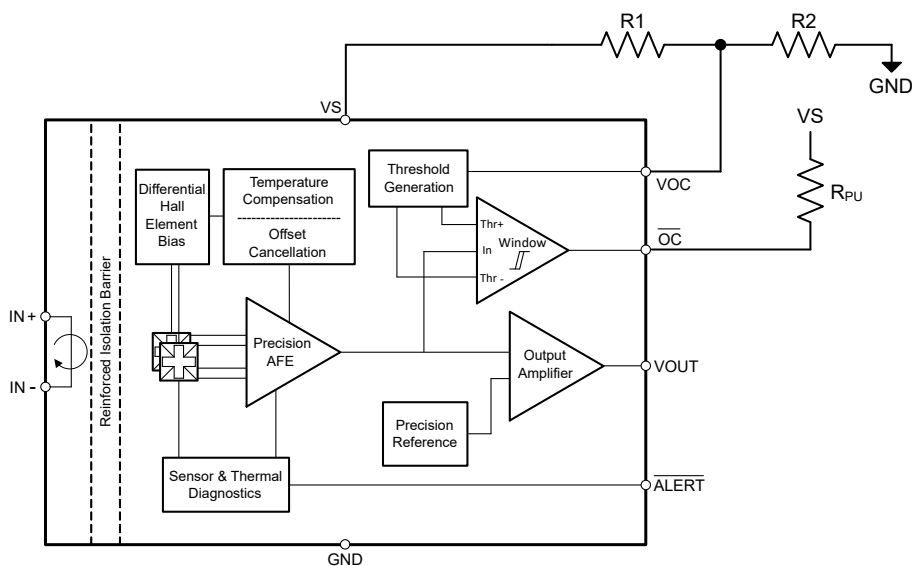 R1
R2
GND
VS
VS
Differential
Hall
Element
Bias
Temperature
Compensation
Offset
Cancellation
Threshold
Generation
VOC
RPU
Thr+
In
Window
Thr -
OC
IN +
IN -
Reinforced Isolation Barrier
Precision
AFE
Output
Amplifier
VOUT
Precision
Reference
Sensor & Thermal
Diagnostics
ALERT
GND